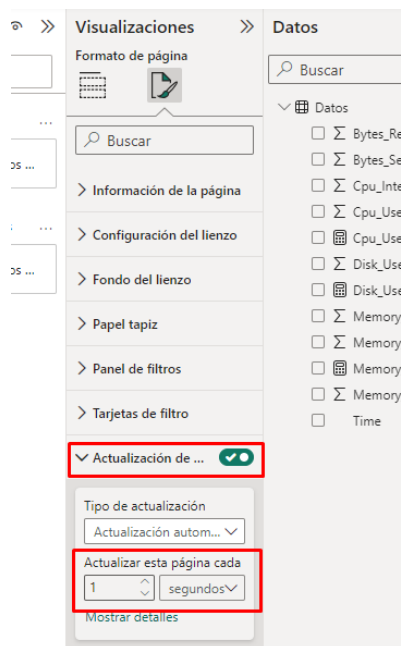 Visualizaciones
Formato de página
Buscar
Información de la página
Configuración del lienzo
Fondo del lienzo
Papel tapiz
Panel de filtros
Tarjetas de filtro
Actualización de ...
Tipo de actualización
Actualización autom...
Actualizar esta página cada
1 segundos
Mostrar detalles
Datos
Buscar
Datos
Bytes_Re
Bytes_Se
Cpu_Inte
Cpu_Use
Cpu_Use
Disk_Use
Disk_Use
Memory
Memory
Memory
Memory
Time